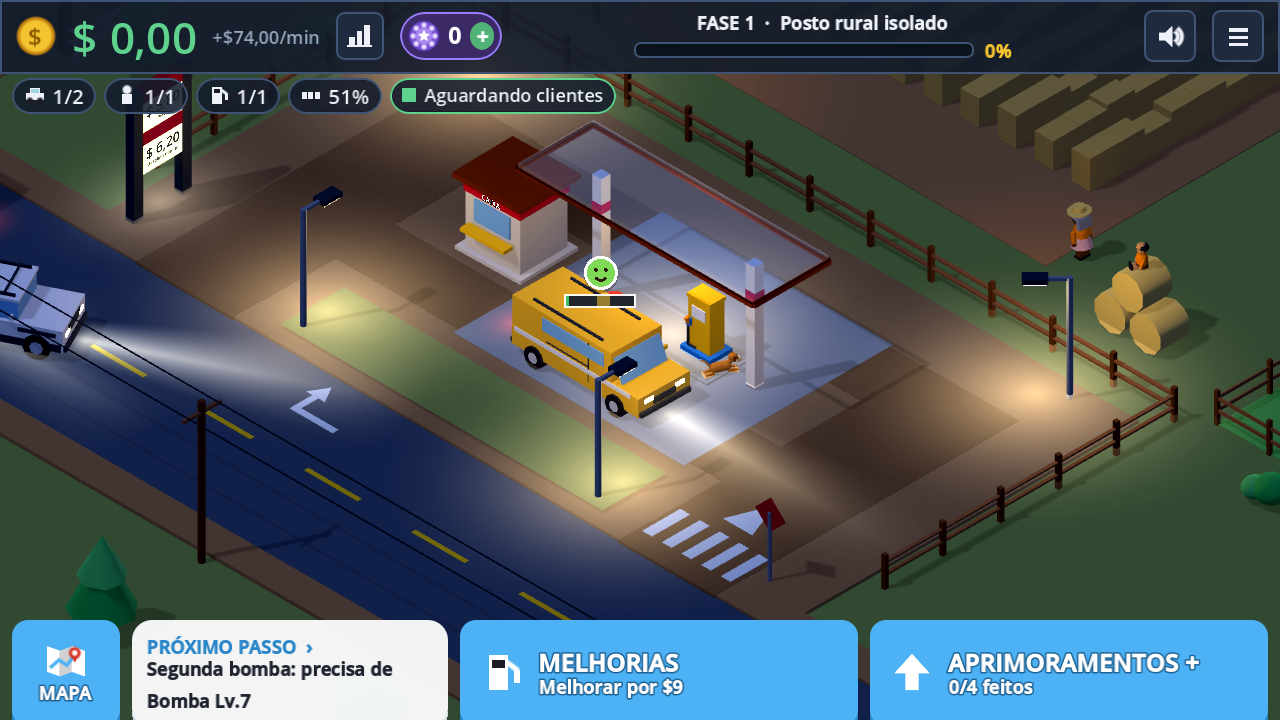 $ 0,00
+$74,00/min
0
FASE 1 · Posto rural isolado
0%
1/2
1/1
1/1
51%
Aguardando clientes
$ 6,20
CAIXA
PRÓXIMO PASSO ›
Segunda bomba: precisa de
Bomba Lv.7
MAPA
MELHORIAS
Melhorar por $9
APRIMORAMENTOS +
0/4 feitos